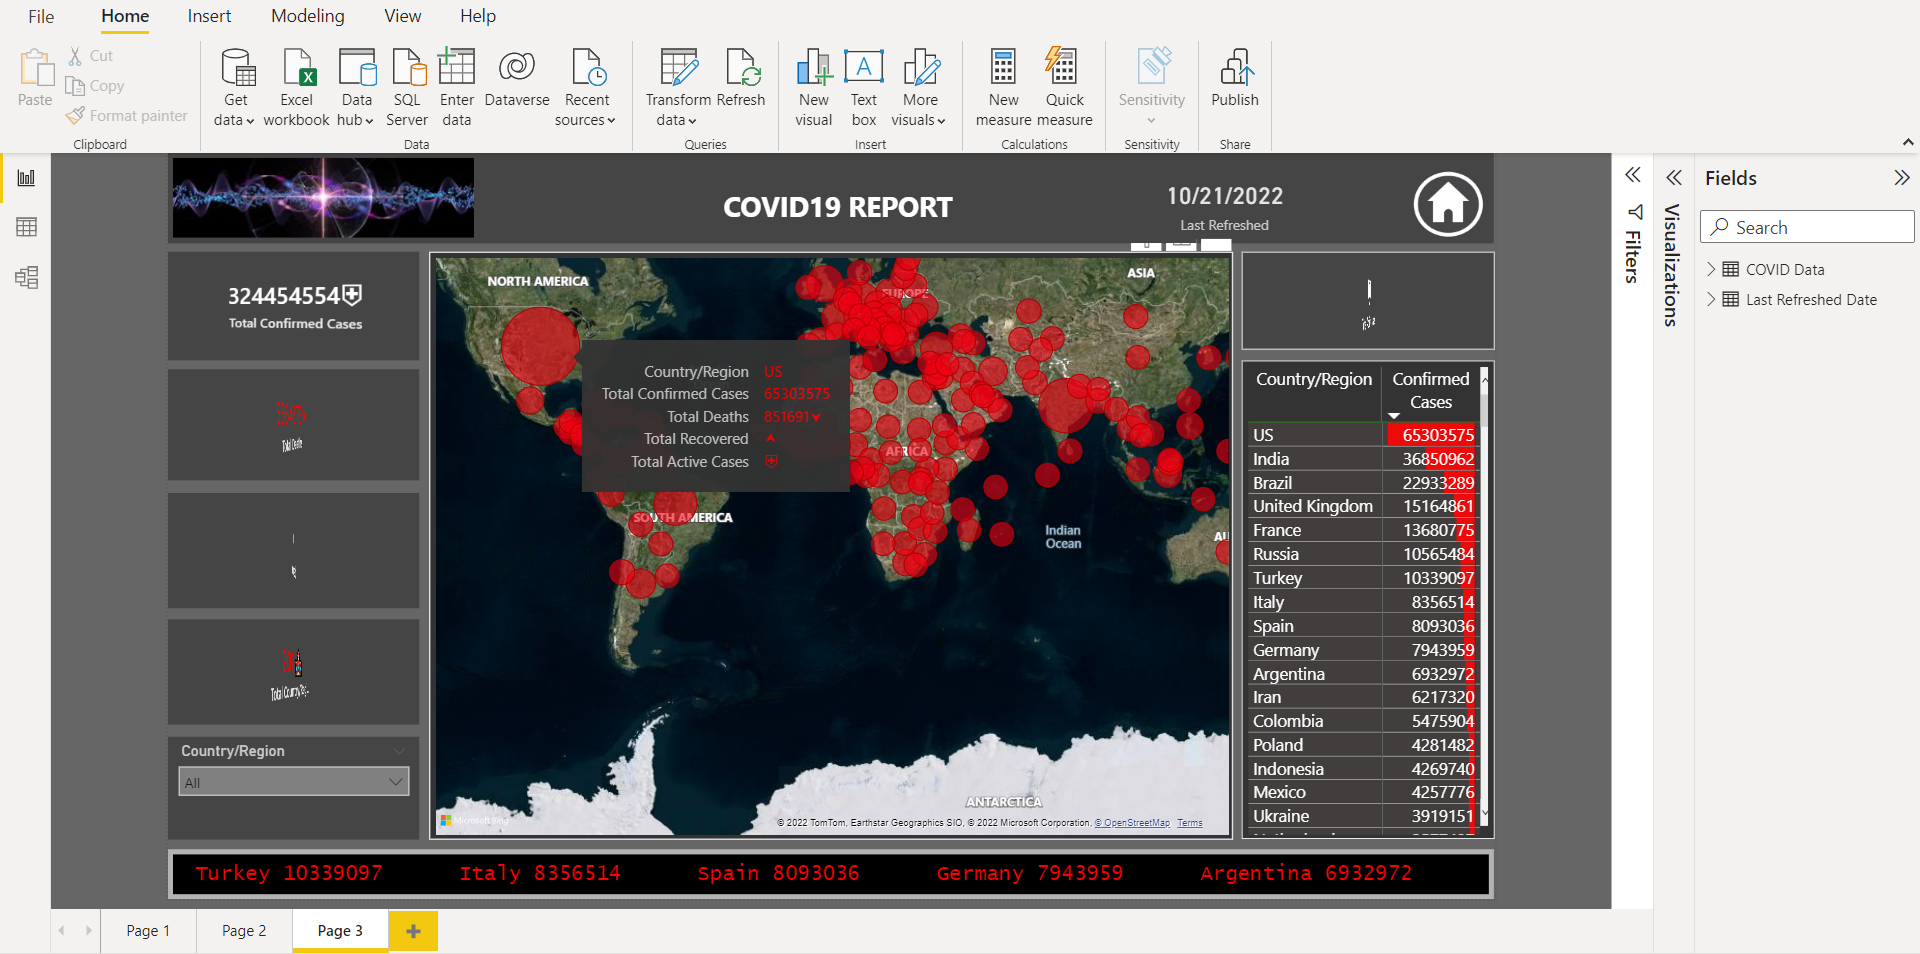 File Home Insert Modeling View Help
Paste
Cut
Copy
Format painter
Clipboard
Get data
Excel workbook
Data hub
SQL Server
Enter data
Dataverse
Recent sources
Data
Transform data
Refresh
Queries
New visual
Text box
More visuals
Insert
New measure
Quick measure
Calculations
Sensitivity
Sensitivity
Publish
Share
COVID19 REPORT
10/21/2022
Last Refreshed
324454554
Total Confirmed Cases
Total Death
Total Country/Reg...
Country/Region
All
NORTH AMERICA
EUROPE
ASIA
AFRICA
SOUTH AMERICA
Indian
Ocean
AU
ANTARCTICA
Country/Region US
Total Confirmed Cases 65303575
Total Deaths 851691
Total Recovered
Total Active Cases
Microsoft Bing
© 2022 TomTom, Earthstar Geographics SIO, © 2022 Microsoft Corporation, © OpenStreetMap Terms
Country/Region Confirmed Cases
US 65303575
India 36850962
Brazil 22933289
United Kingdom 15164861
France 13680775
Russia 10565484
Turkey 10339097
Italy 8356514
Spain 8093036
Germany 7943959
Argentina 6932972
Iran 6217320
Colombia 5475904
Poland 4281482
Indonesia 4269740
Mexico 4257776
Ukraine 3919151
Turkey 10339097 Italy 8356514 Spain 8093036 Germany 7943959 Argentina 6932972
Page 1 Page 2 Page 3
Filters
Visualizations
Fields
Search
COVID Data
Last Refreshed Date